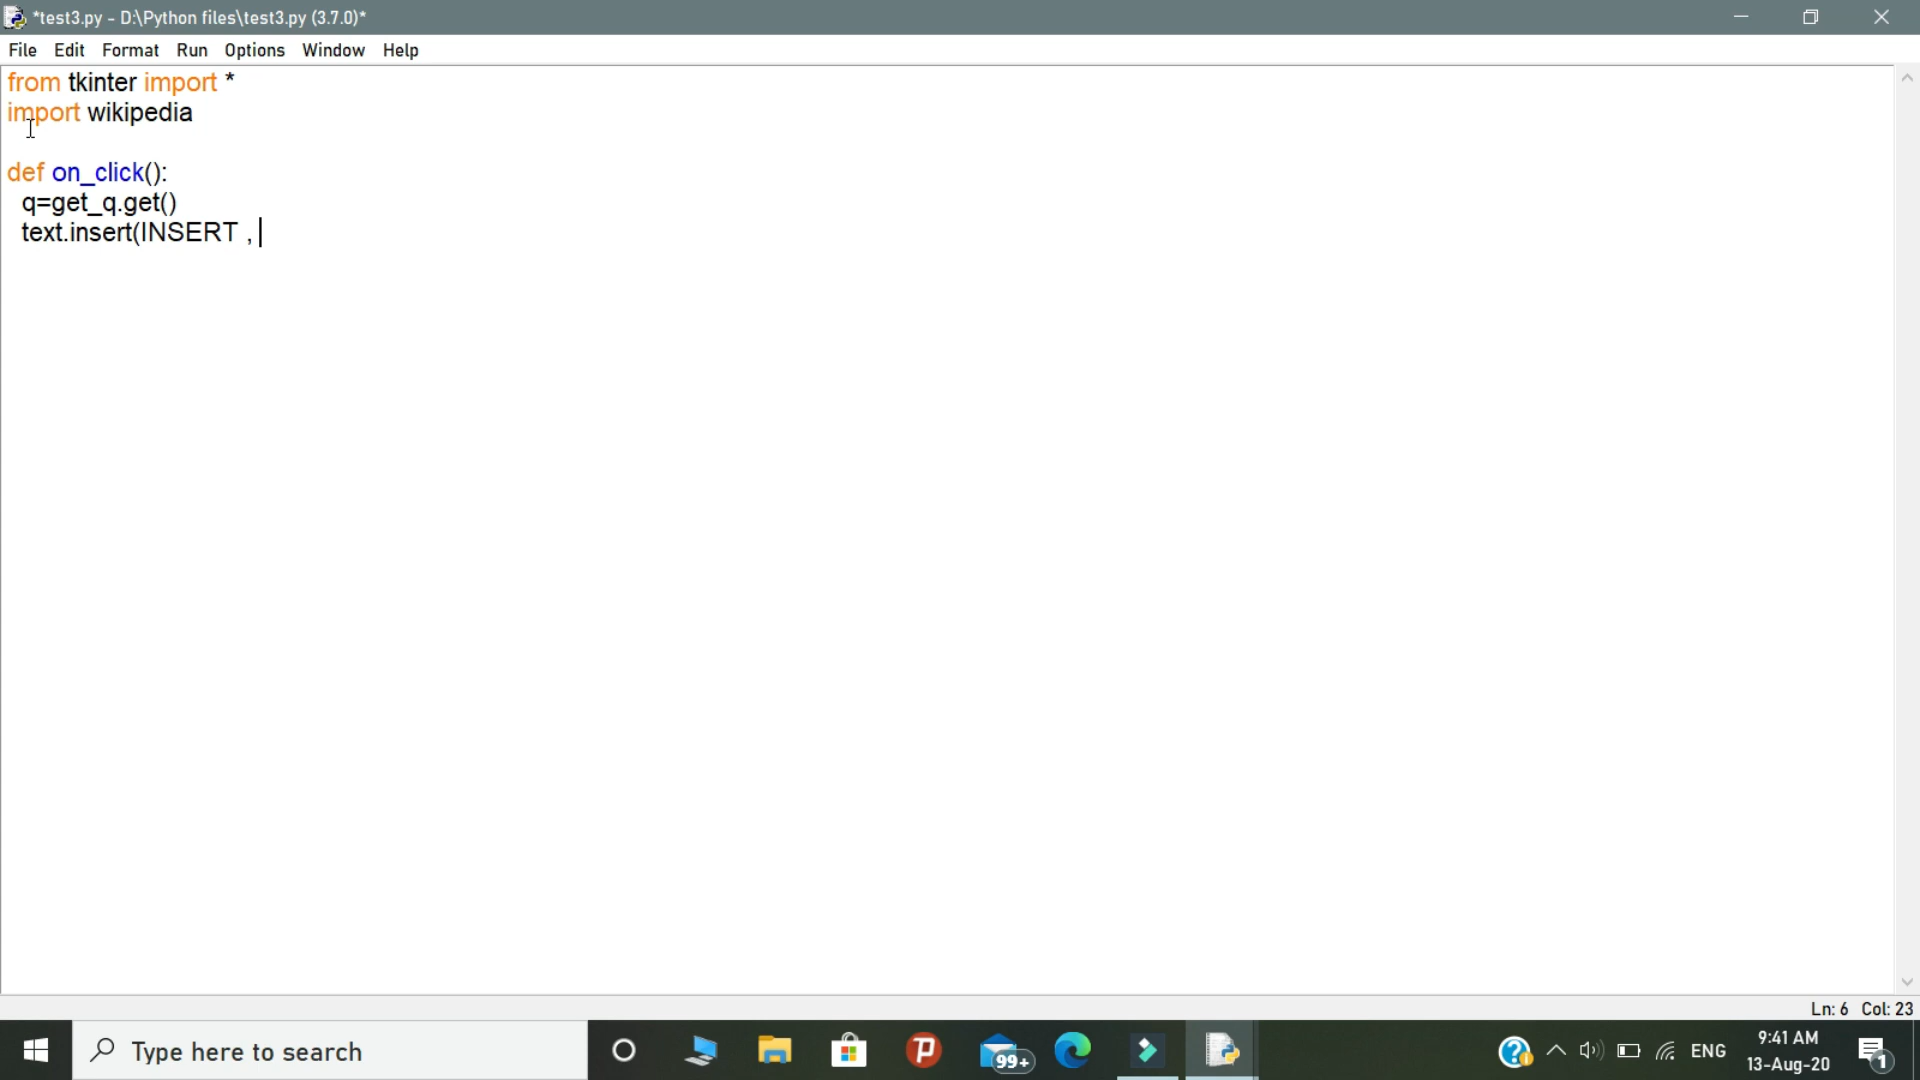 *test3.py - D:\Python files\test3.py (3.7.0)*
File Edit Format Run Options Window Help
from tkinter import *
import wikipedia
def on_click():
q=get_q.get()
text.insert(INSERT ,
Ln: 6 Col: 23
Type here to search
99+
ENG
9:41 AM
13-Aug-20
1